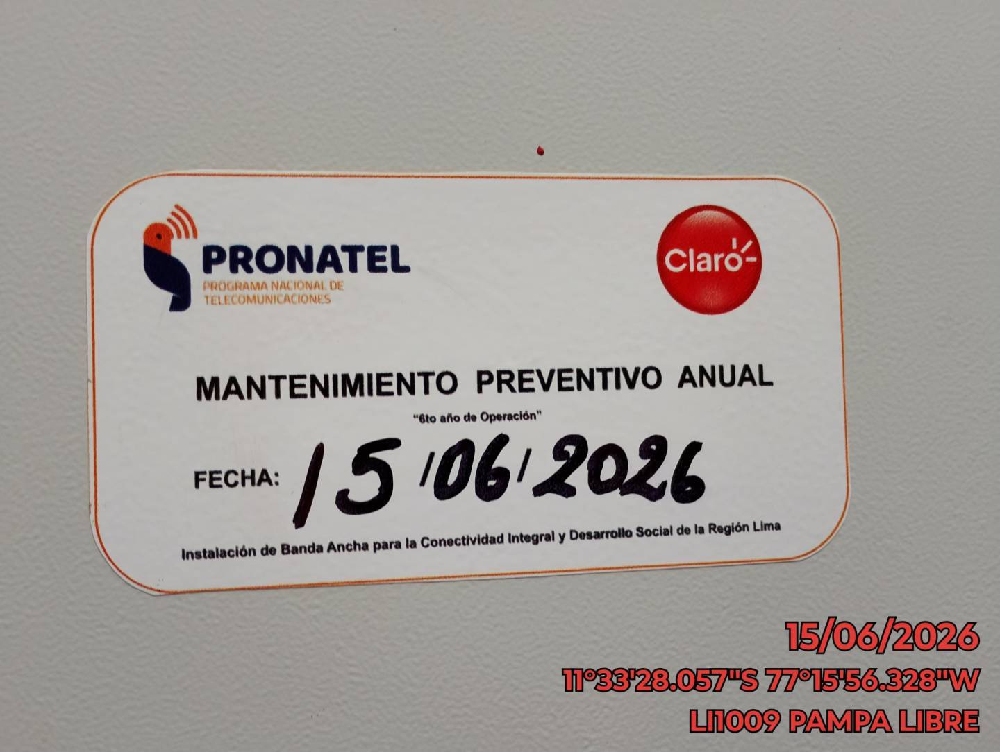 PRONATEL
PROGRAMA NACIONAL DE
TELECOMUNICACIONES
Claro
MANTENIMIENTO PREVENTIVO ANUAL
"6to año de Operación"
FECHA: 15/06/2026
Instalación de Banda Ancha para la Conectividad Integral y Desarrollo Social de la Región Lima
15/06/2026
11°33'28.057"S 77°15'56.328"W
LI1009 PAMPA LIBRE